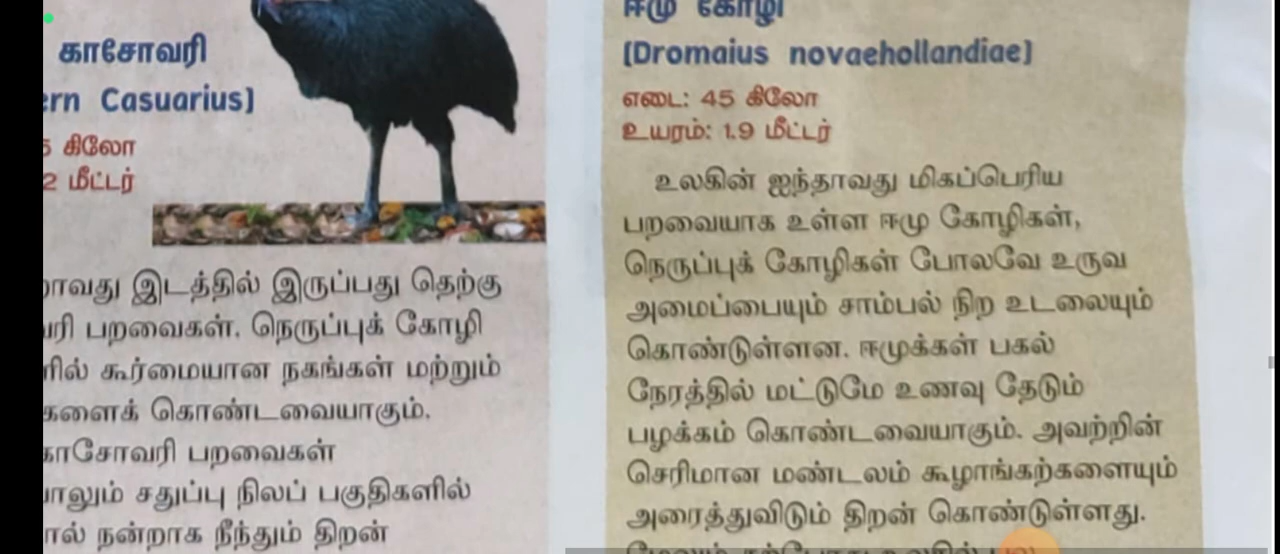 காசோவரி
Casuarius]
கிலோ
மீட்டர்
இடத்தில் இருப்பது தெற்கு
பறவைகள். நெருப்புக் கோழி
கூர்மையான நகங்கள் மற்றும்
கொண்டவையாகும்.
காசோவரி பறவைகள்
சதுப்பு நிலப் பகுதிகளில்
நன்றாக நீந்தும் திறன்
ஈமு கோழி
[Dromaius novaehollandiae]
எடை: 45 கிலோ
உயரம்: 1.9 மீட்டர்
உலகின் ஐந்தாவது மிகப்பெரிய
பறவையாக உள்ள ஈமு கோழிகள்,
நெருப்புக் கோழிகள் போலவே உருவ
அமைப்பையும் சாம்பல் நிற உடலையும்
கொண்டுள்ளன. ஈமுக்கள் பகல்
நேரத்தில் மட்டுமே உணவு தேடும்
பழக்கம் கொண்டவையாகும். அவற்றின்
செரிமான மண்டலம் கூழாங்கற்களையும்
அரைத்துவிடும் திறன் கொண்டுள்ளது.